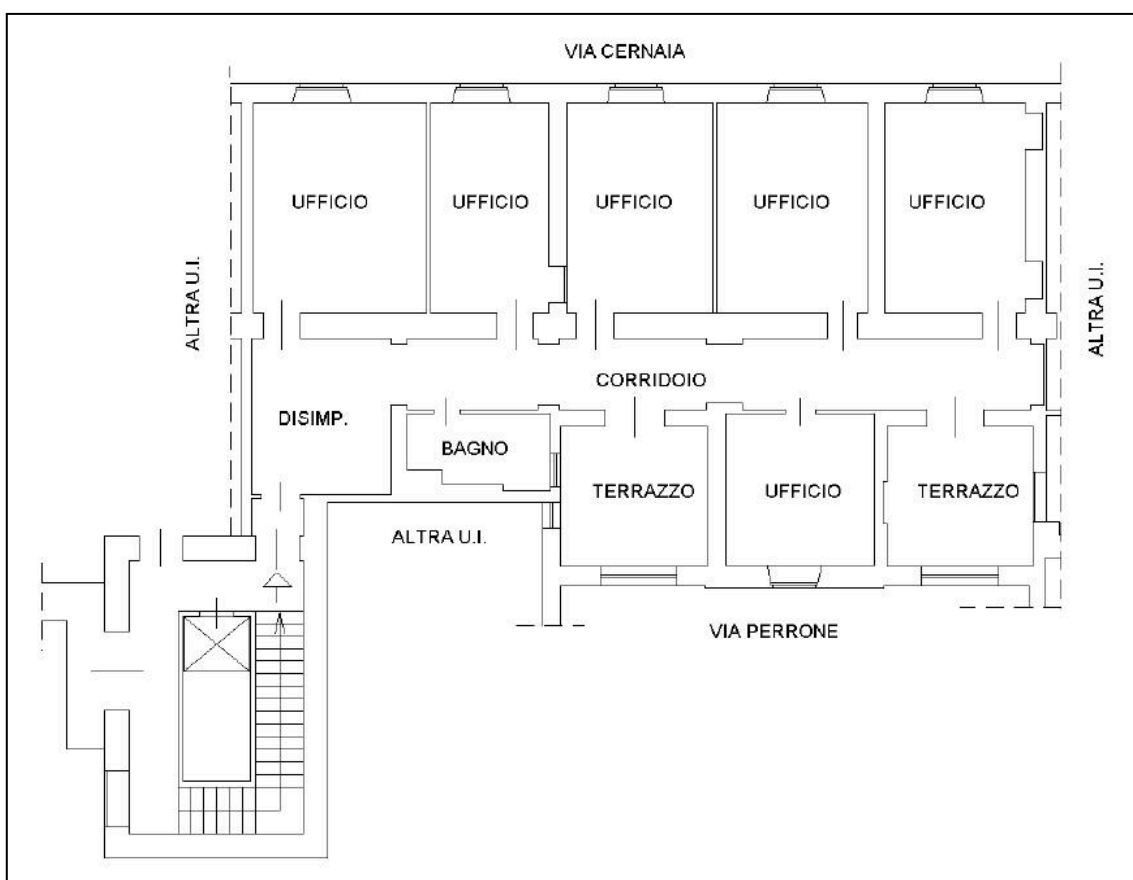 VIA CERNAIA
UFFICIO
UFFICIO
UFFICIO
UFFICIO
UFFICIO
ALTRA U.I.
ALTRA U.I.
CORRIDOIO
DISIMP.
BAGNO
TERRAZZO
UFFICIO
TERRAZZO
ALTRA U.I.
VIA PERRONE